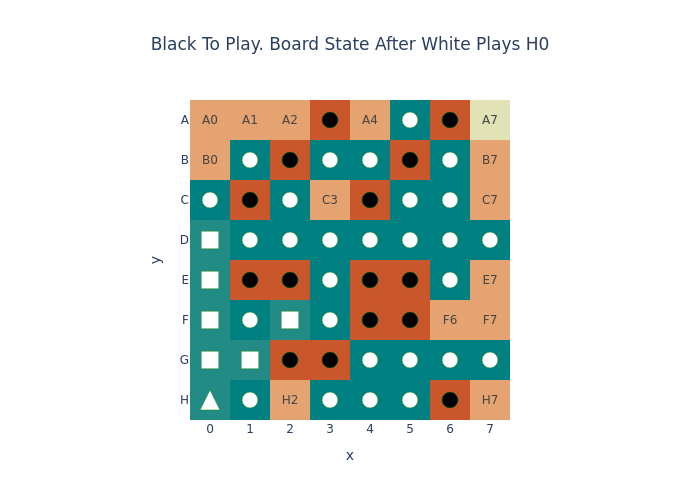 Black To Play. Board State After White Plays H0
A A0 A1 A2 A4 A7
B B0 B7
C C3 C7
D
E E7
F F6 F7
G
H H2 H7
0 1 2 3 4 5 6 7
x
y